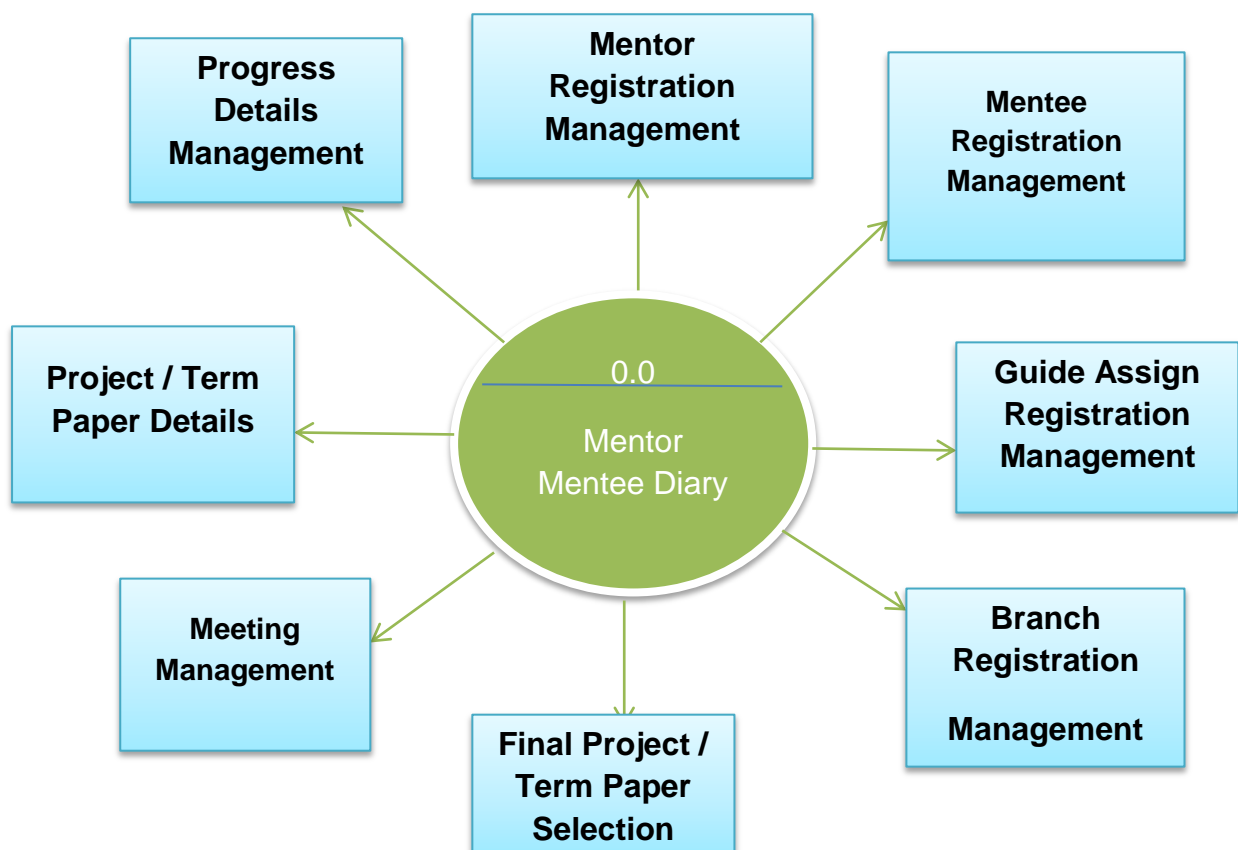 Progress
Details
Management
Mentor
Registration
Management
Mentee
Registration
Management
Project / Term
Paper Details
0.0
Mentor
Mentee Diary
Guide Assign
Registration
Management
Meeting
Management
Final Project /
Term Paper
Selection
Branch
Registration
Management